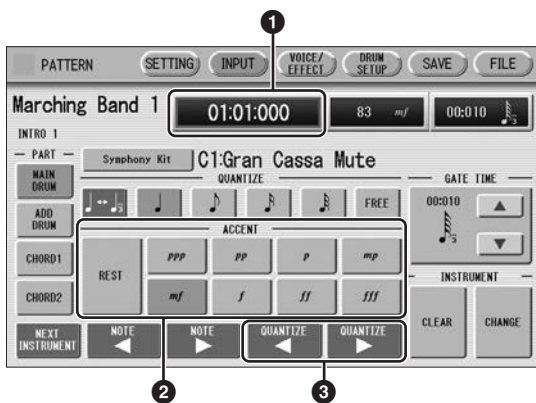 1
PATTERN SETTING INPUT VOICE/ EFFECT DRUM SETUP SAVE FILE
Marching Band 1 01:01:000 83 mf 00:010
INTRO 1
PART
Symphony Kit C1:Gran Cassa Mute
MAIN DRUM
QUANTIZE
GATE TIME
3 FREE
00:010
3
ADD DRUM
ACCENT
CHORD1
REST ppp pp p mp
INSTRUMENT
CHORD2
mf f ff fff
CLEAR CHANGE
NEXT INSTRUMENT NOTE NOTE QUANTIZE QUANTIZE
2 3